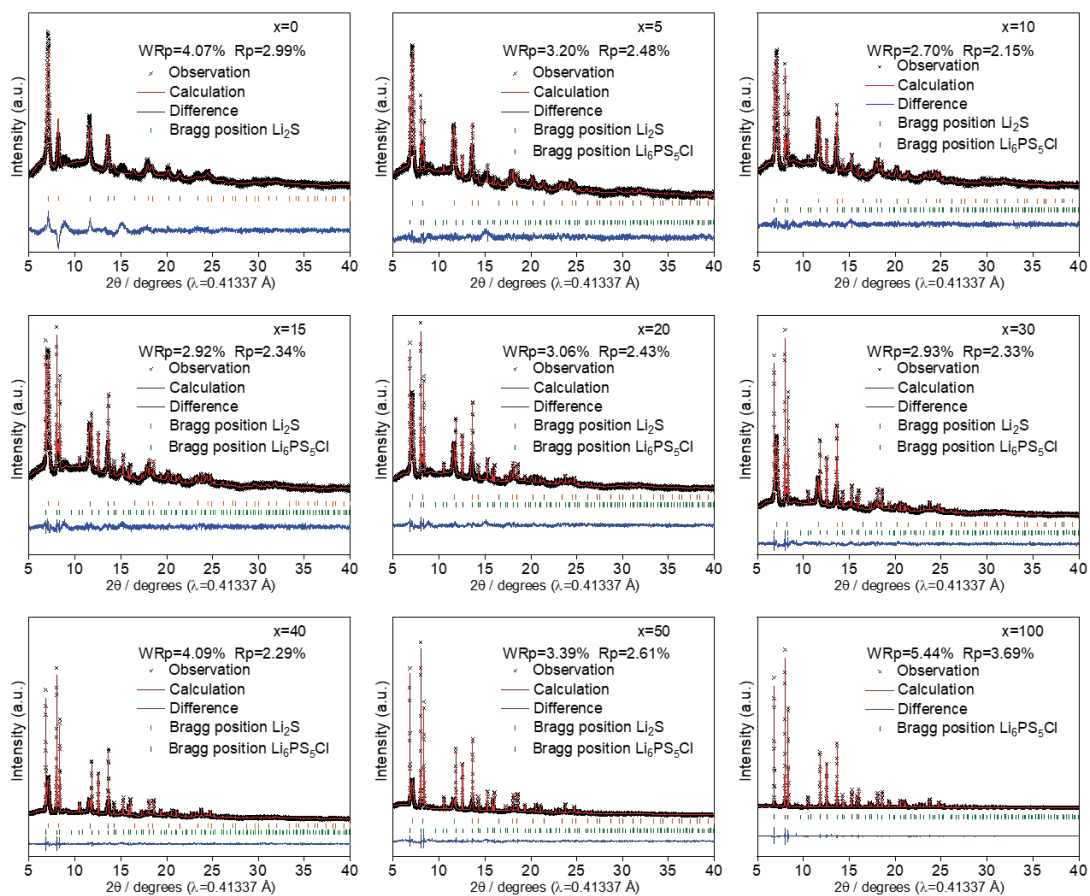 x=0
WRp=4.07% Rp=2.99%
Observation
Calculation
Difference
Bragg position Li₂S
Intensity (a.u.)
5 10 15 20 25 30 35 40
2θ / degrees (λ=0.41337 Å)
x=5
WRp=3.20% Rp=2.48%
Observation
Calculation
Difference
Bragg position Li₂S
Bragg position Li₆PS₅Cl
Intensity (a.u.)
5 10 15 20 25 30 35 40
2θ / degrees (λ=0.41337 Å)
x=10
WRp=2.70% Rp=2.15%
Observation
Calculation
Difference
Bragg position Li₂S
Bragg position Li₆PS₅Cl
Intensity (a.u.)
5 10 15 20 25 30 35 40
2θ / degrees (λ=0.41337 Å)
x=15
WRp=2.92% Rp=2.34%
Observation
Calculation
Difference
Bragg position Li₂S
Bragg position Li₆PS₅Cl
Intensity (a.u.)
5 10 15 20 25 30 35 40
2θ / degrees (λ=0.41337 Å)
x=20
WRp=3.06% Rp=2.43%
Observation
Calculation
Difference
Bragg position Li₂S
Bragg position Li₆PS₅Cl
Intensity (a.u.)
5 10 15 20 25 30 35 40
2θ / degrees (λ=0.41337 Å)
x=30
WRp=2.93% Rp=2.33%
Observation
Calculation
Difference
Bragg position Li₂S
Bragg position Li₆PS₅Cl
Intensity (a.u.)
5 10 15 20 25 30 35 40
2θ / degrees (λ=0.41337 Å)
x=40
WRp=4.09% Rp=2.29%
Observation
Calculation
Difference
Bragg position Li₂S
Bragg position Li₆PS₅Cl
Intensity (a.u.)
5 10 15 20 25 30 35 40
2θ / degrees (λ=0.41337 Å)
x=50
WRp=3.39% Rp=2.61%
Observation
Calculation
Difference
Bragg position Li₂S
Bragg position Li₆PS₅Cl
Intensity (a.u.)
5 10 15 20 25 30 35 40
2θ / degrees (λ=0.41337 Å)
x=100
WRp=5.44% Rp=3.69%
Observation
Calculation
Difference
Bragg position Li₆PS₅Cl
Intensity (a.u.)
5 10 15 20 25 30 35 40
2θ / degrees (λ=0.41337 Å)